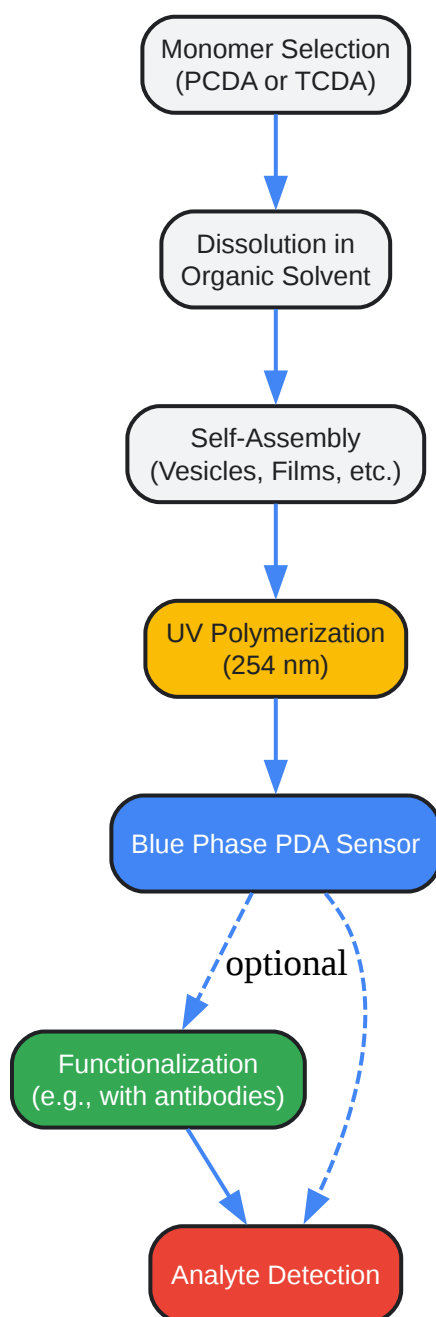 Monomer Selection
(PCDA or TCDA)
Dissolution in
Organic Solvent
Self-Assembly
(Vesicles, Films, etc.)
UV Polymerization
(254 nm)
Blue Phase PDA Sensor
optional
Functionalization
(e.g., with antibodies)
Analyte Detection